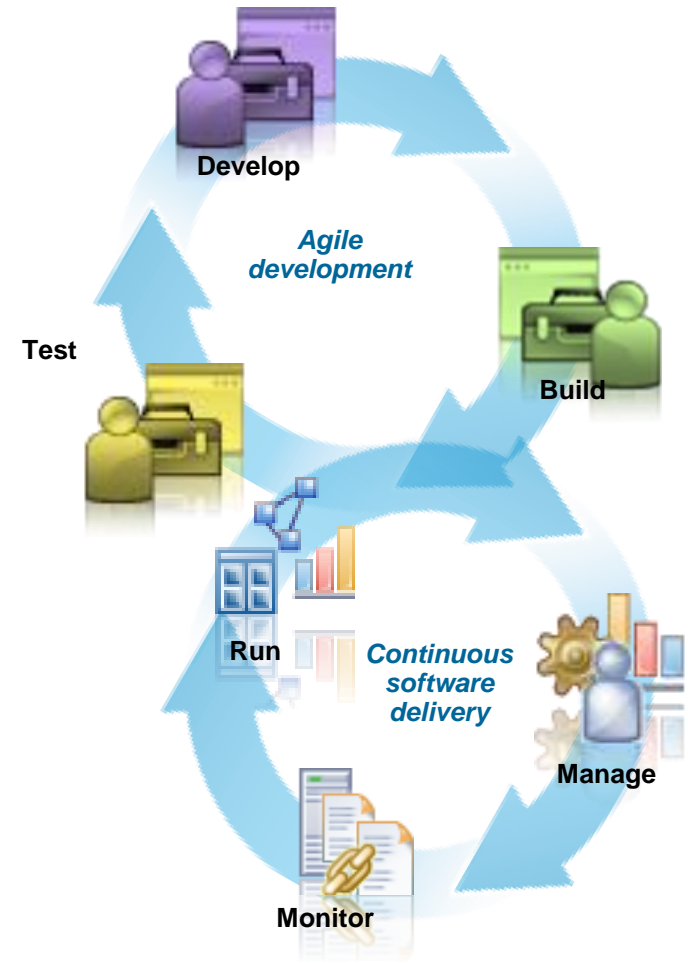 Develop
Agile
development
Test
Build
Run
Continuous
software
delivery
Manage
Monitor